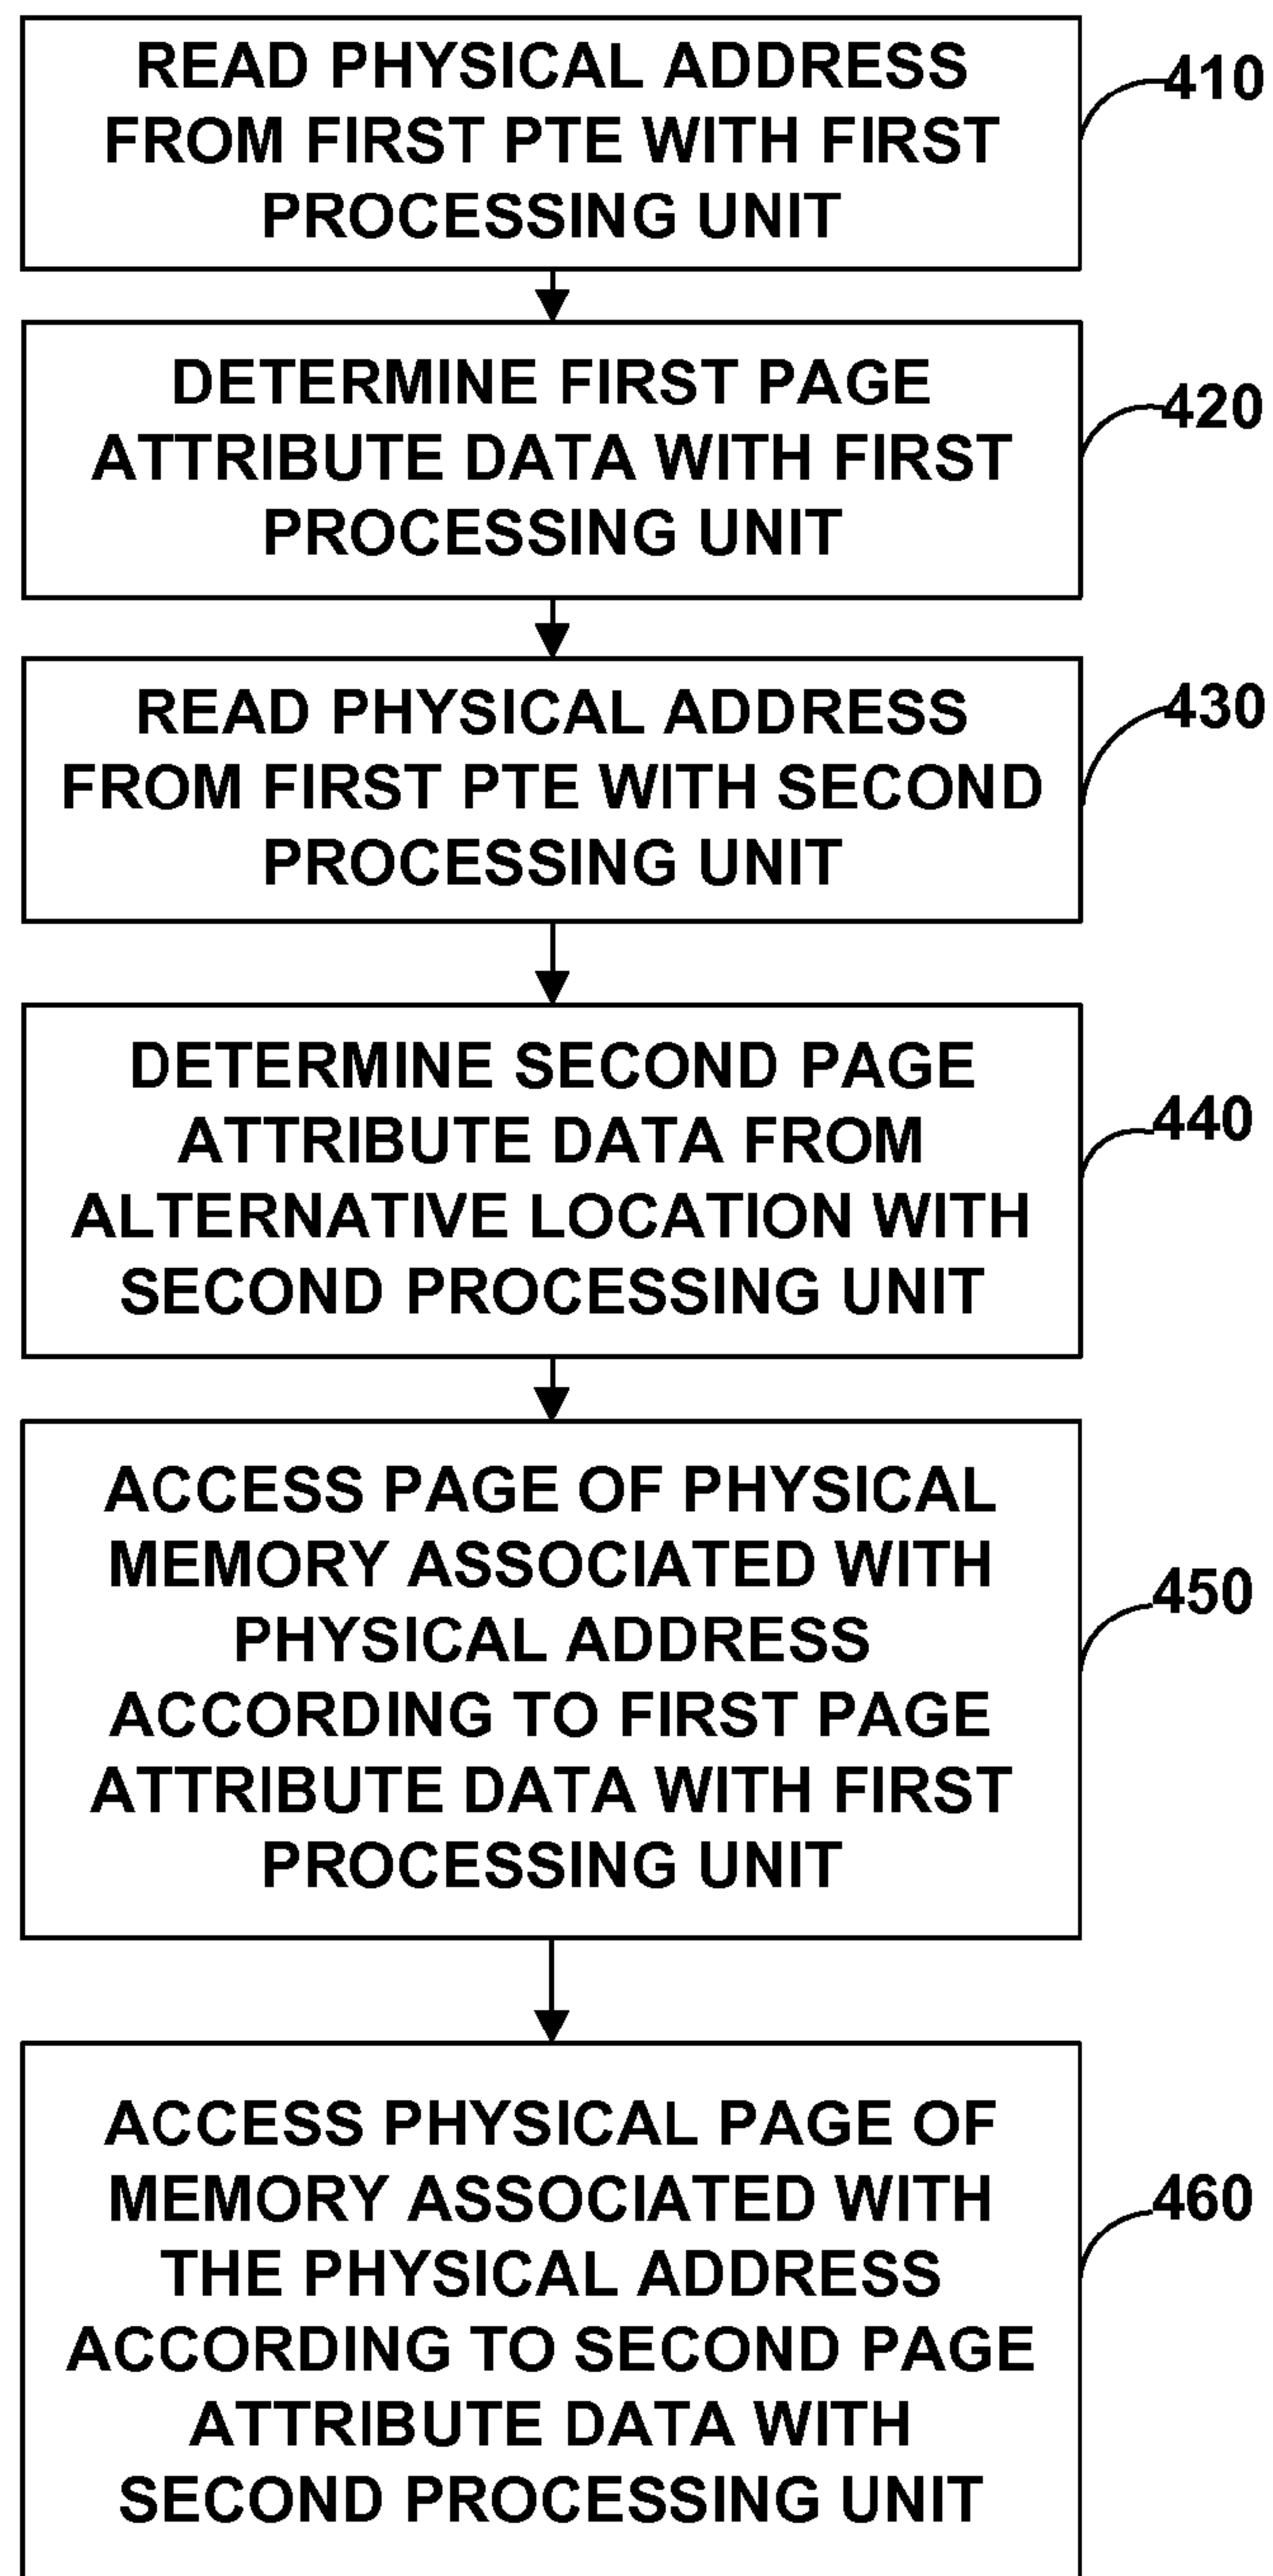 READ PHYSICAL ADDRESS
FROM FIRST PTE WITH FIRST
PROCESSING UNIT
410
DETERMINE FIRST PAGE
ATTRIBUTE DATA WITH FIRST
PROCESSING UNIT
420
READ PHYSICAL ADDRESS
FROM FIRST PTE WITH SECOND
PROCESSING UNIT
430
DETERMINE SECOND PAGE
ATTRIBUTE DATA FROM
ALTERNATIVE LOCATION WITH
SECOND PROCESSING UNIT
440
ACCESS PAGE OF PHYSICAL
MEMORY ASSOCIATED WITH
PHYSICAL ADDRESS
ACCORDING TO FIRST PAGE
ATTRIBUTE DATA WITH FIRST
PROCESSING UNIT
450
ACCESS PHYSICAL PAGE OF
MEMORY ASSOCIATED WITH
THE PHYSICAL ADDRESS
ACCORDING TO SECOND PAGE
ATTRIBUTE DATA WITH
SECOND PROCESSING UNIT
460